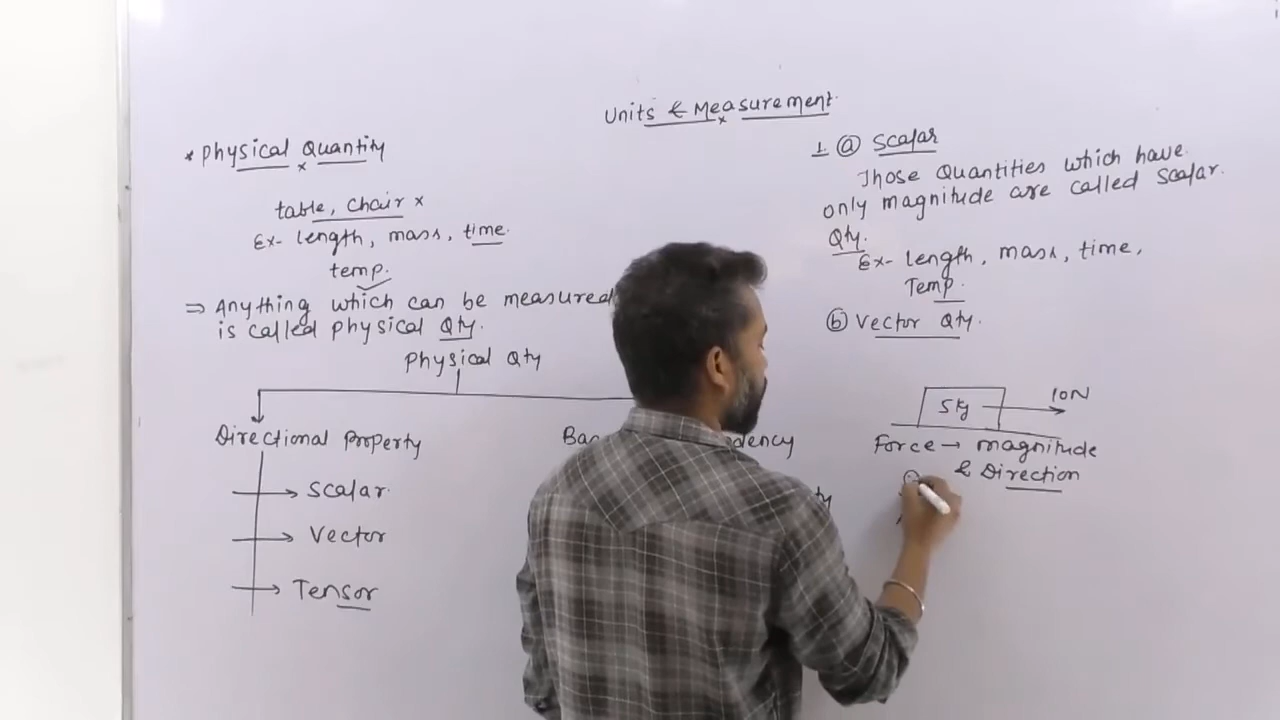 Units & Measurement
* Physical Quantity
table, chair ×
Ex- length, mass, time.
temp.
⇒ Anything which can be measured
is called physical Qty.
Physical Qty
Directional Property
→ Scalar.
→ Vector
→ Tensor
1. ⓐ Scalar
Those Quantities which have
only magnitude are called Scalar.
Qty.
Ex- length, mass, time,
Temp.
ⓑ Vector Qty.
5kg
10N
Force → magnitude
& Direction